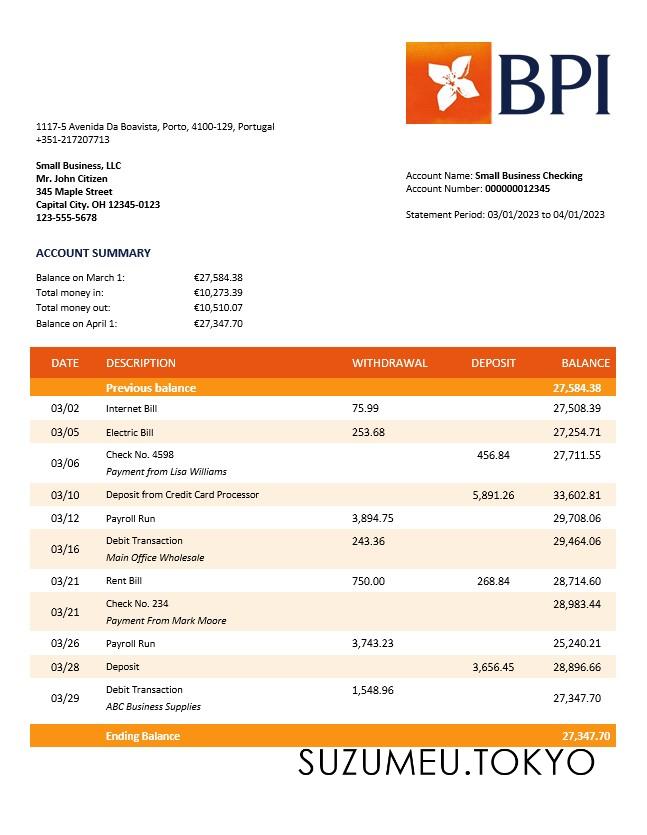 BPI
1117-5 Avenida Da Boavista, Porto, 4100-129, Portugal
+351-217207713
Small Business, LLC
Mr. John Citizen
345 Maple Street
Capital City. OH 12345-0123
123-555-5678
Account Name: Small Business Checking
Account Number: 000000012345
Statement Period: 03/01/2023 to 04/01/2023
ACCOUNT SUMMARY
Balance on March 1: €27,584.38
Total money in: €10,273.39
Total money out: €10,510.07
Balance on April 1: €27,347.70
DATE DESCRIPTION WITHDRAWAL DEPOSIT BALANCE
Previous balance 27,584.38
03/02 Internet Bill 75.99 27,508.39
03/05 Electric Bill 253.68 27,254.71
03/06 Check No. 4598 456.84 27,711.55
Payment from Lisa Williams
03/10 Deposit from Credit Card Processor 5,891.26 33,602.81
03/12 Payroll Run 3,894.75 29,708.06
03/16 Debit Transaction 243.36 29,464.06
Main Office Wholesale
03/21 Rent Bill 750.00 268.84 28,714.60
03/21 Check No. 234 28,983.44
Payment From Mark Moore
03/26 Payroll Run 3,743.23 25,240.21
03/28 Deposit 3,656.45 28,896.66
03/29 Debit Transaction 1,548.96 27,347.70
ABC Business Supplies
Ending Balance 27,347.70
SUZUMEU.TOKYO